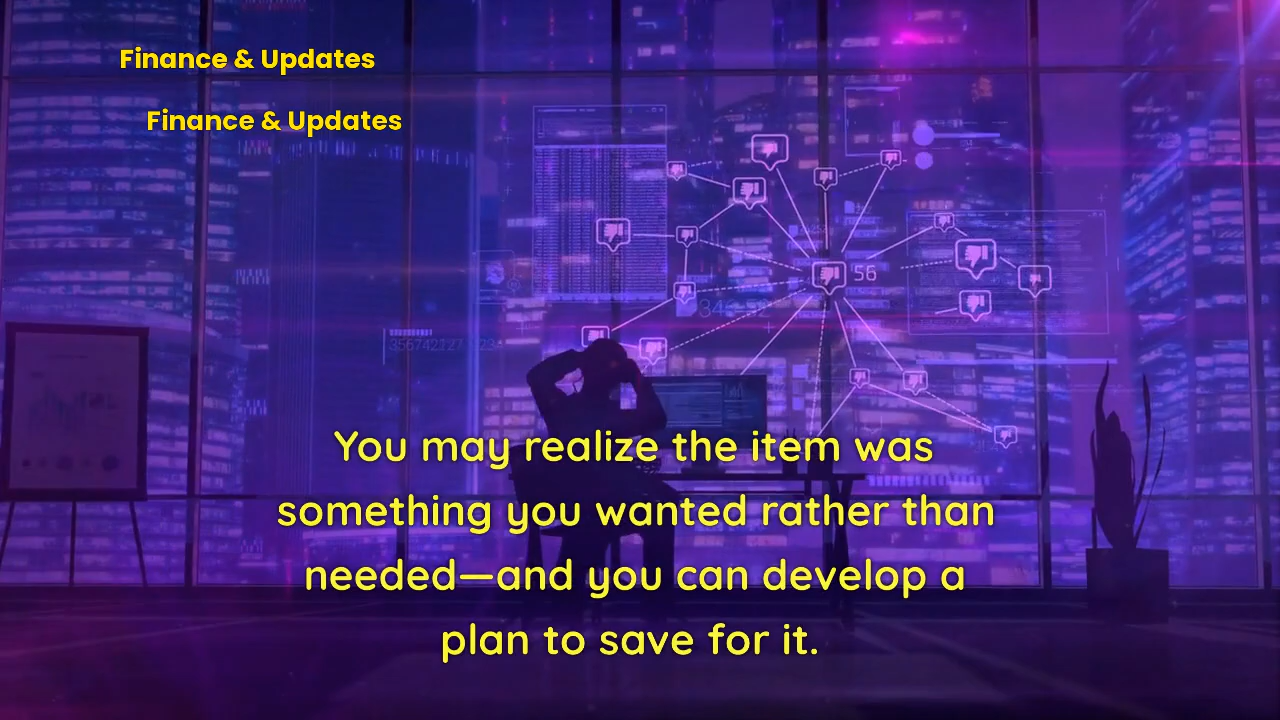 Finance & Updates
Finance & Updates
56
You may realize the item was
something you wanted rather than
needed—and you can develop a
plan to save for it.